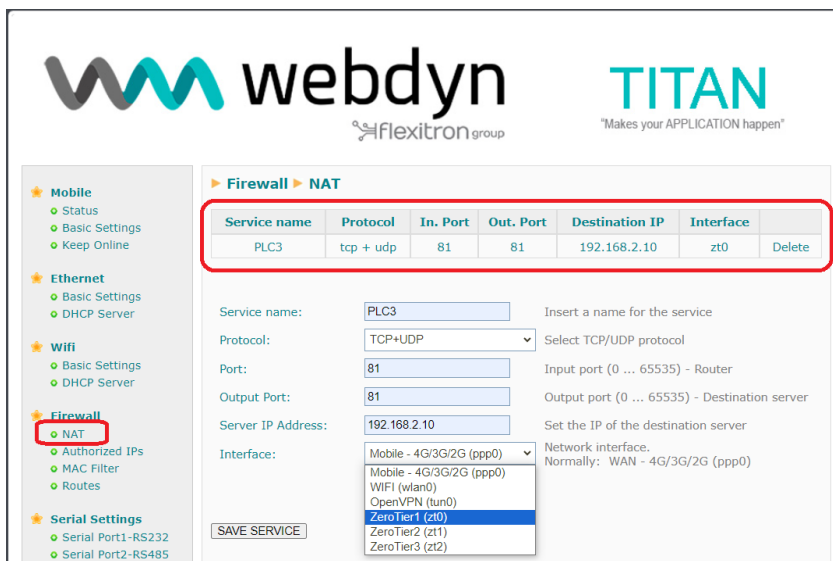 webdyn
flexitron group
TITAN
"Makes your APPLICATION happen"
Mobile
Status
Basic Settings
Keep Online
Ethernet
Basic Settings
DHCP Server
Wifi
Basic Settings
DHCP Server
Firewall
NAT
Authorized IPs
MAC Filter
Routes
Serial Settings
Serial Port1-RS232
Serial Port2-RS485
Firewall NAT
Service name Protocol In. Port Out. Port Destination IP Interface
PLC3 tcp + udp 81 81 192.168.2.10 zt0 Delete
Service name: PLC3 Insert a name for the service
Protocol: TCP+UDP Select TCP/UDP protocol
Port: 81 Input port (0 ... 65535) - Router
Output Port: 81 Output port (0 ... 65535) - Destination server
Server IP Address: 192.168.2.10 Set the IP of the destination server
Interface: Mobile - 4G/3G/2G (ppp0) Network interface.
Normally: WAN - 4G/3G/2G (ppp0)
Mobile - 4G/3G/2G (ppp0)
WIFI (wlan0)
OpenVPN (tun0)
ZeroTier1 (zt0)
ZeroTier2 (zt1)
ZeroTier3 (zt2)
SAVE SERVICE